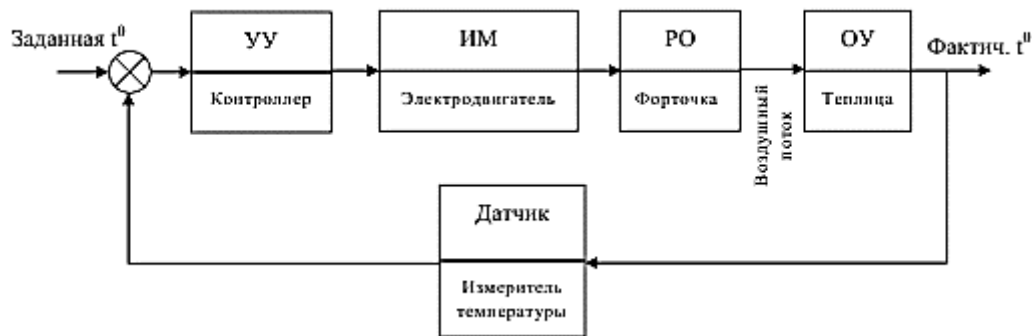 Заданная t⁰
УУ
Контроллер
ИМ
Электродвигатель
РО
Форточка
Воздушный
поток
ОУ
Теплица
Фактич. t⁰
Датчик
Измеритель
температуры